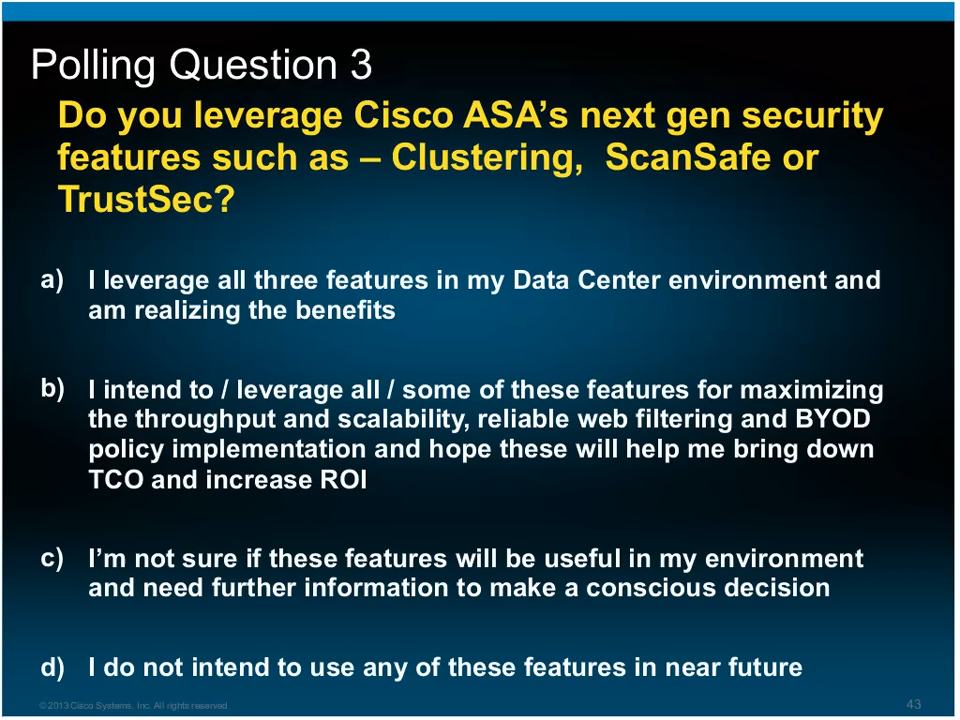 Polling Question 3
Do you leverage Cisco ASA’s next gen security
features such as – Clustering,  ScanSafe or
TrustSec?
a) I leverage all three features in my Data Center environment and
am realizing the benefits
b) I intend to / leverage all / some of these features for maximizing
the throughput and scalability, reliable web filtering and BYOD
policy implementation and hope these will help me bring down
TCO and increase ROI
c) I’m not sure if these features will be useful in my environment
and need further information to make a conscious decision
d) I do not intend to use any of these features in near future
© 2013 Cisco Systems, Inc. All rights reserved 43